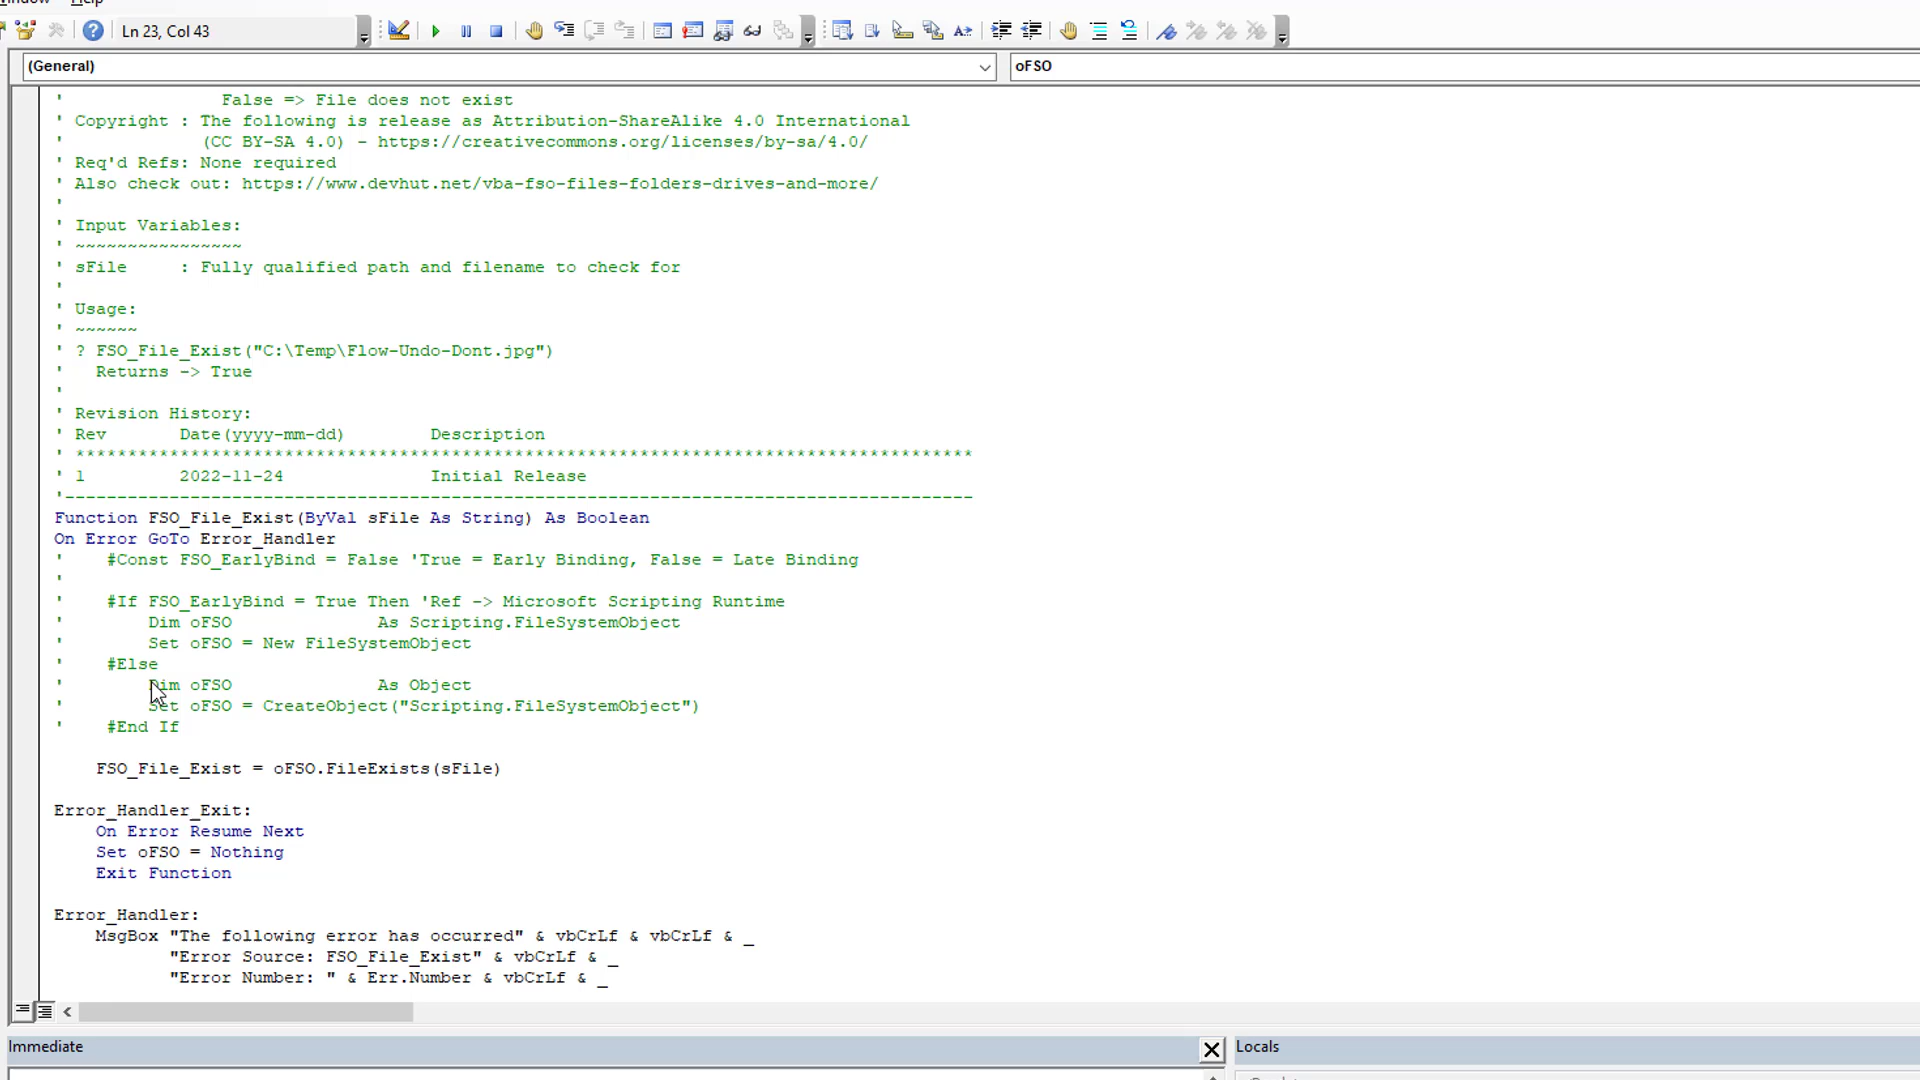 Help
Ln 23, Col 43
(General)
oFSO
'               False => File does not exist
' Copyright : The following is release as Attribution-ShareAlike 4.0 International
'             (CC BY-SA 4.0) - https://creativecommons.org/licenses/by-sa/4.0/
' Req'd Refs: None required
' Also check out: https://www.devhut.net/vba-fso-files-folders-drives-and-more/
'
' Input Variables:
' ~~~~~~~~~~~~~~~~
' sFile     : Fully qualified path and filename to check for
'
' Usage:
' ~~~~~~
' ? FSO_File_Exist("C:\Temp\Flow-Undo-Dont.jpg")
'   Returns -> True
'
' Revision History:
' Rev       Date(yyyy-mm-dd)        Description
' **************************************************************************************
' 1         2022-11-24              Initial Release
'---------------------------------------------------------------------------------------
Function FSO_File_Exist(ByVal sFile As String) As Boolean
On Error GoTo Error_Handler
'    #Const FSO_EarlyBind = False 'True = Early Binding, False = Late Binding
'
'    #If FSO_EarlyBind = True Then 'Ref -> Microsoft Scripting Runtime
'        Dim oFSO              As Scripting.FileSystemObject
'        Set oFSO = New FileSystemObject
'    #Else
'        Dim oFSO              As Object
'        Set oFSO = CreateObject("Scripting.FileSystemObject")
'    #End If
    FSO_File_Exist = oFSO.FileExists(sFile)
Error_Handler_Exit:
    On Error Resume Next
    Set oFSO = Nothing
    Exit Function
Error_Handler:
    MsgBox "The following error has occurred" & vbCrLf & vbCrLf & _
           "Error Source: FSO_File_Exist" & vbCrLf & _
           "Error Number: " & Err.Number & vbCrLf & _
Immediate
Locals